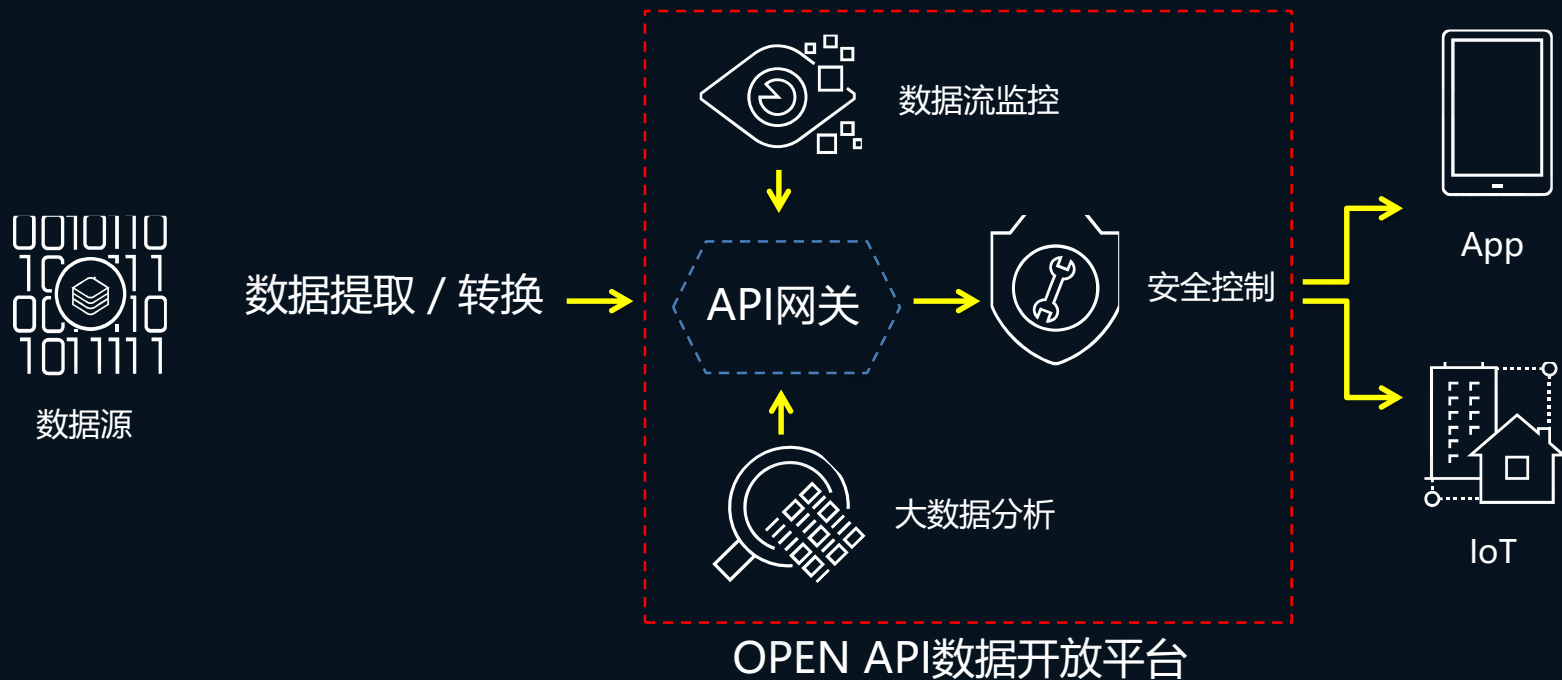 数据流监控
App
数据提取 / 转换
API网关
安全控制
数据源
大数据分析
IoT
OPEN API数据开放平台